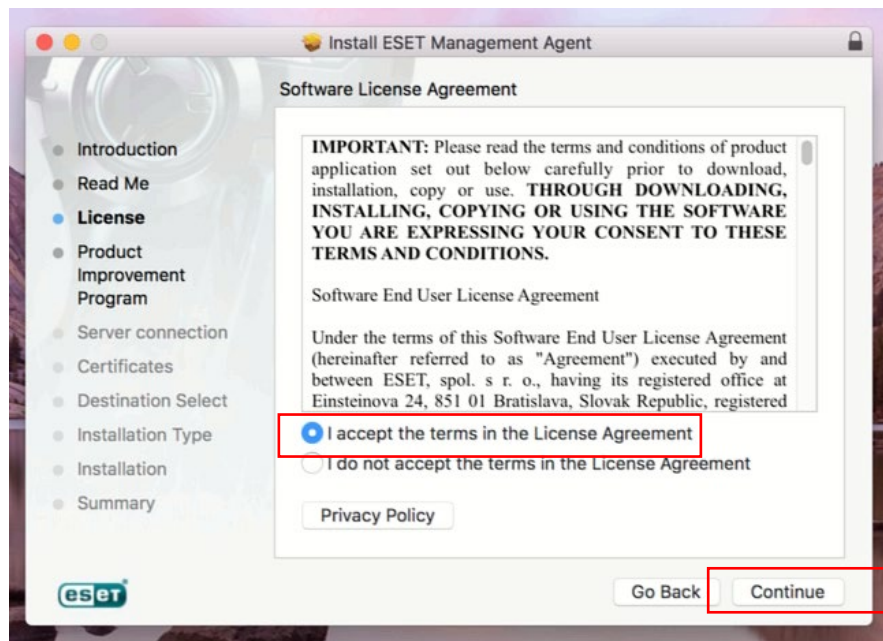 Install ESET Management Agent
Software License Agreement
Introduction
Read Me
License
Product
Improvement
Program
Server connection
Certificates
Destination Select
Installation Type
Installation
Summary
IMPORTANT: Please read the terms and conditions of product
application set out below carefully prior to download,
installation, copy or use. THROUGH DOWNLOADING,
INSTALLING, COPYING OR USING THE SOFTWARE
YOU ARE EXPRESSING YOUR CONSENT TO THESE
TERMS AND CONDITIONS.
Software End User License Agreement
Under the terms of this Software End User License Agreement
(hereinafter referred to as "Agreement") executed by and
between ESET, spol. s r. o., having its registered office at
Einsteinova 24, 851 01 Bratislava, Slovak Republic, registered
I accept the terms in the License Agreement
I do not accept the terms in the License Agreement
Privacy Policy
eseT
Go Back
Continue